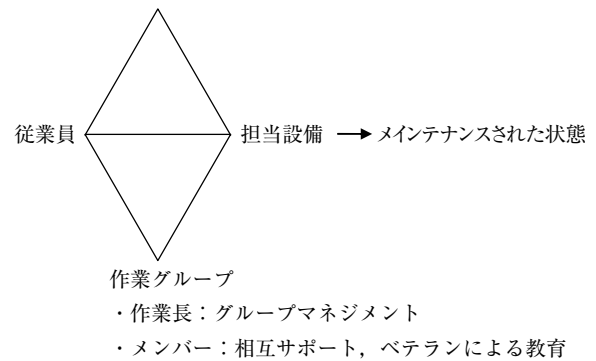 従業員 担当設備 → メインテナンスされた状態
作業グループ
・作業長：グループマネジメント
・メンバー：相互サポート，ベテランによる教育